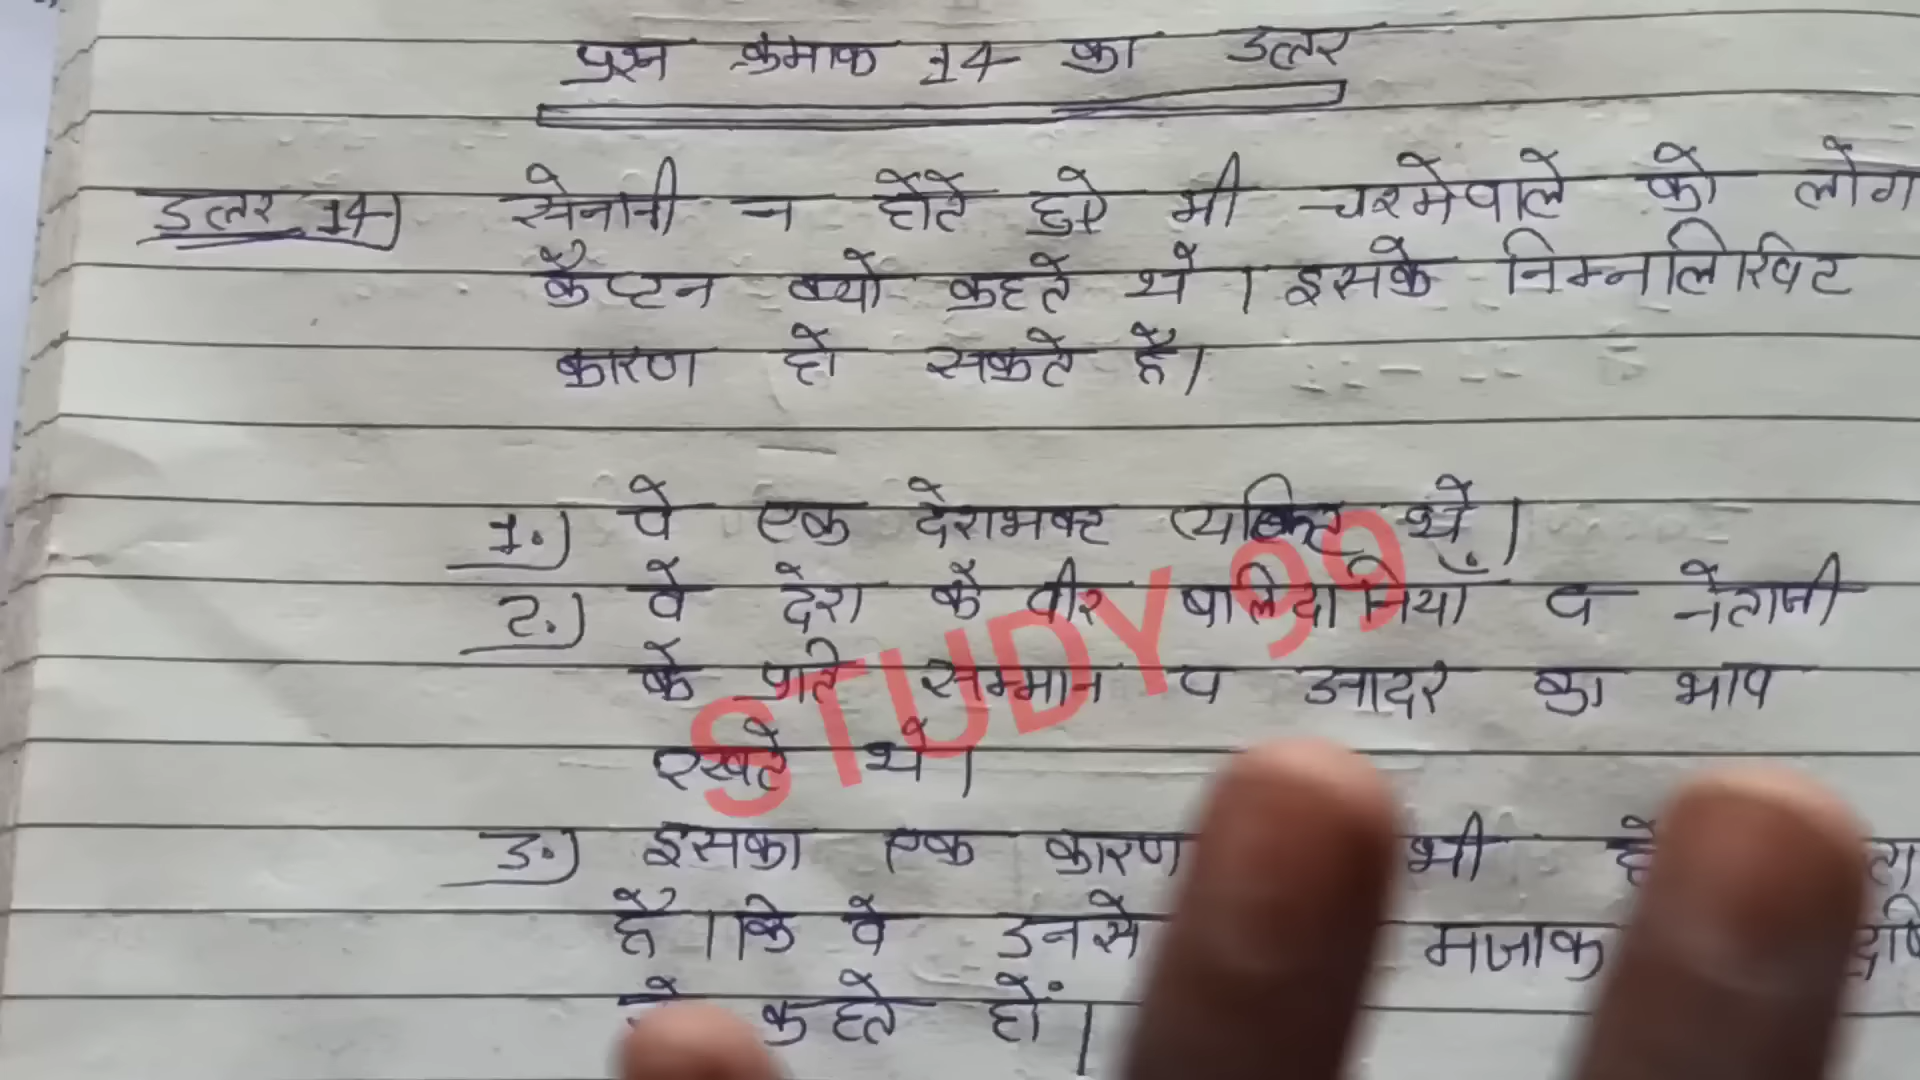 प्रश्न क्रमाक 14 का उत्तर
उत्तर 14) सेनानी न होते हुए भी चश्मेवाले को लोग
कैप्टन क्यो कहते थे । इसके निम्नलिखित
कारण हो सकते है।
1.) वे एक देशभक्त व्यक्ति थे।
2.) वे देश के वीर बलिदानियों व नेताजी
के प्रति सम्मान व आदर का भाव
रखते थे।
3.) इसका एक कारण भी
है । कि वे उनसे मजाक
कहते हों।
STUDY 99